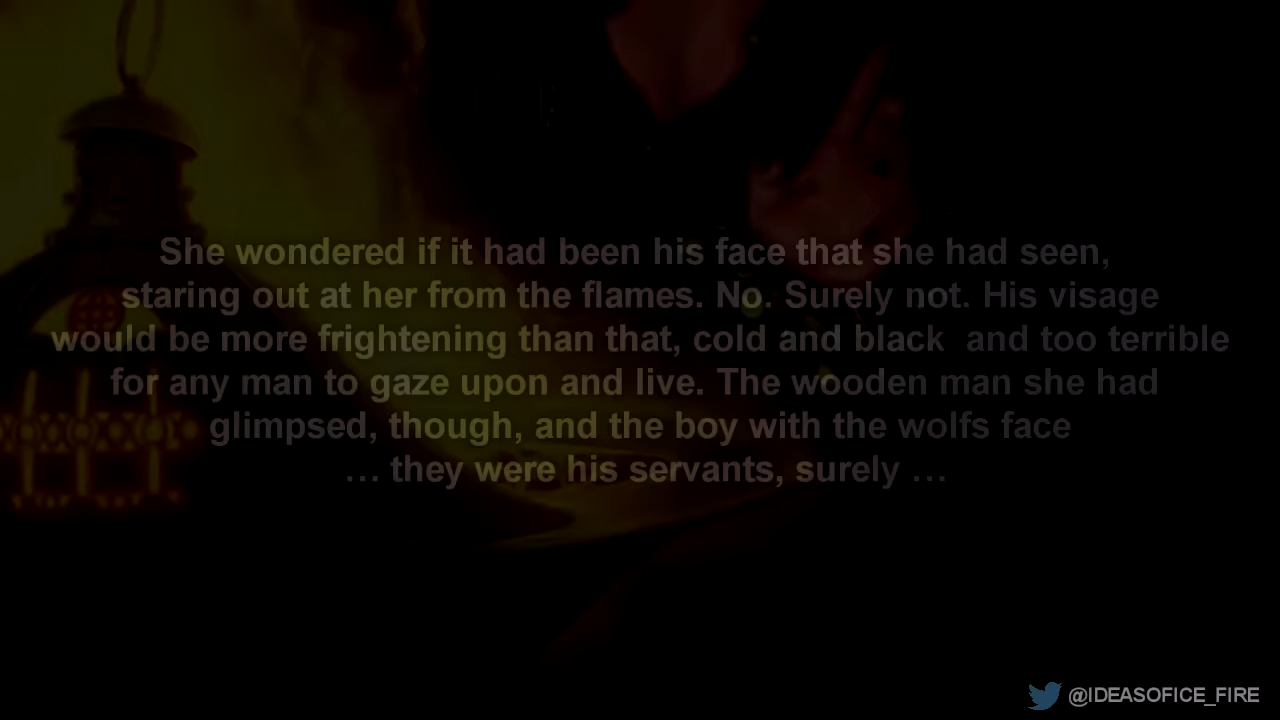 She wondered if it had been his face that she had seen,
staring out at her from the flames. No. Surely not. His visage
would be more frightening than that, cold and black  and too terrible
for any man to gaze upon and live. The wooden man she had
glimpsed, though, and the boy with the wolfs face
… they were his servants, surely …
@IDEASOFICE_FIRE